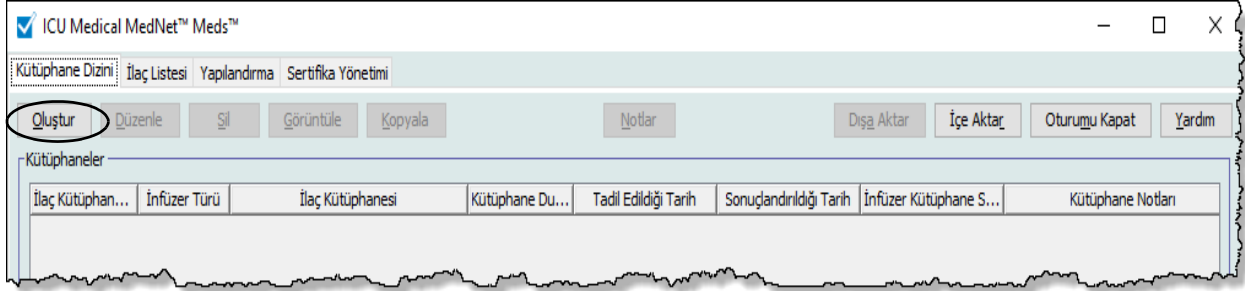 ICU Medical MedNet™ Meds™
Kütüphane Dizini İlaç Listesi Yapılandırma Sertifika Yönetimi
Oluştur Düzenle Sil Görüntüle Kopyala Notlar Dışa Aktar İçe Aktar Oturumu Kapat Yardım
Kütüphaneler
İlaç Kütüphan... İnfüzer Türü İlaç Kütüphanesi Kütüphane Du... Tadil Edildiği Tarih Sonuçlandırıldığı Tarih İnfüzer Kütüphane S... Kütüphane Notları